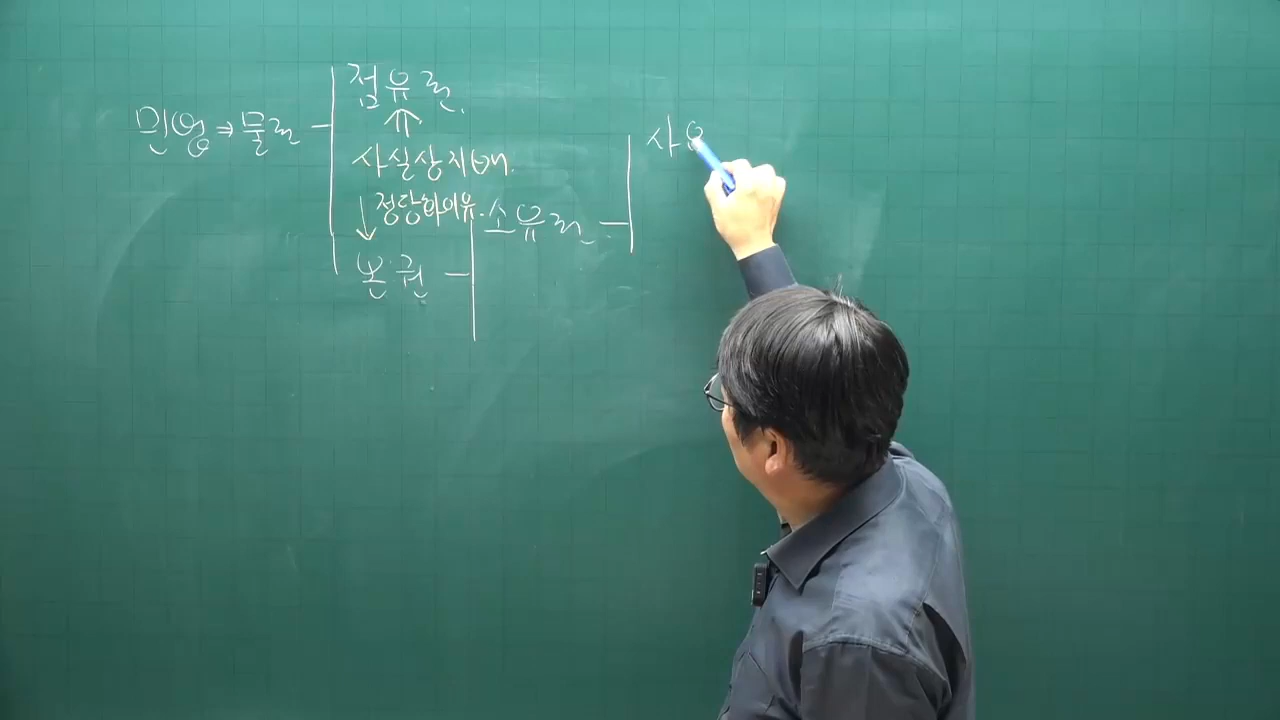 민법 ⇒ 물권
점유권.
⇑
사실상지배.
↓ 정당화이유.
본권
소유권
사용